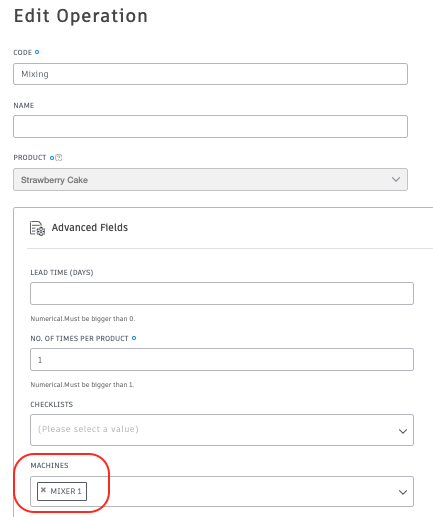 Edit Operation
CODE
Mixing
NAME
PRODUCT
Strawberry Cake
Advanced Fields
LEAD TIME (DAYS)
Numerical.Must be bigger than 0.
NO. OF TIMES PER PRODUCT
1
Numerical.Must be bigger than 1.
CHECKLISTS
(Please select a value)
MACHINES
× MIXER 1